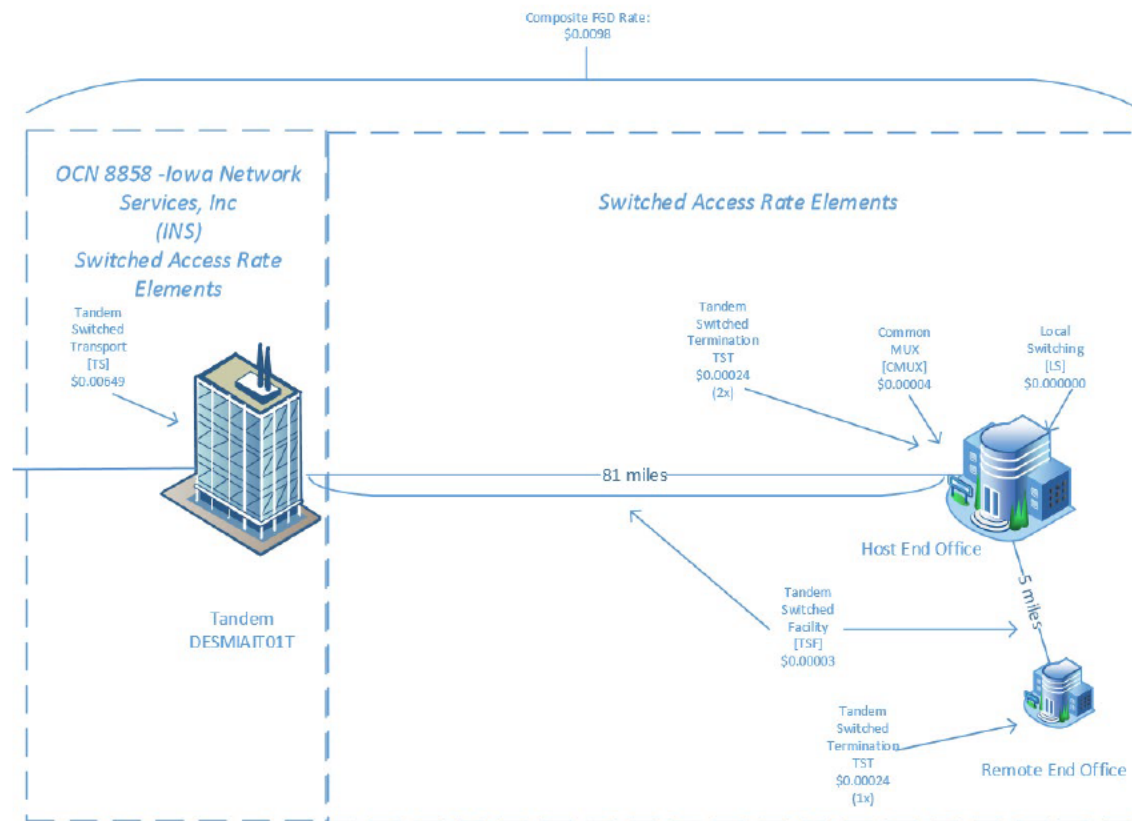 Composite FGD Rate:
$0.0098
OCN 8858 -Iowa Network
Services, Inc
(INS)
Switched Access Rate
Elements
Switched Access Rate Elements
Tandem
Switched
Transport
[TS]
$0.00649
Tandem
Switched
Termination
TST
$0.00024
(2x)
Common
MUX
[CMUX]
$0.00004
Local
Switching
[LS]
$0.000000
81 miles
Host End Office
5 miles
Tandem
DESMIAIT01T
Tandem
Switched
Facility
[TSF]
$0.00003
Tandem
Switched
Termination
TST
$0.00024
(1x)
Remote End Office